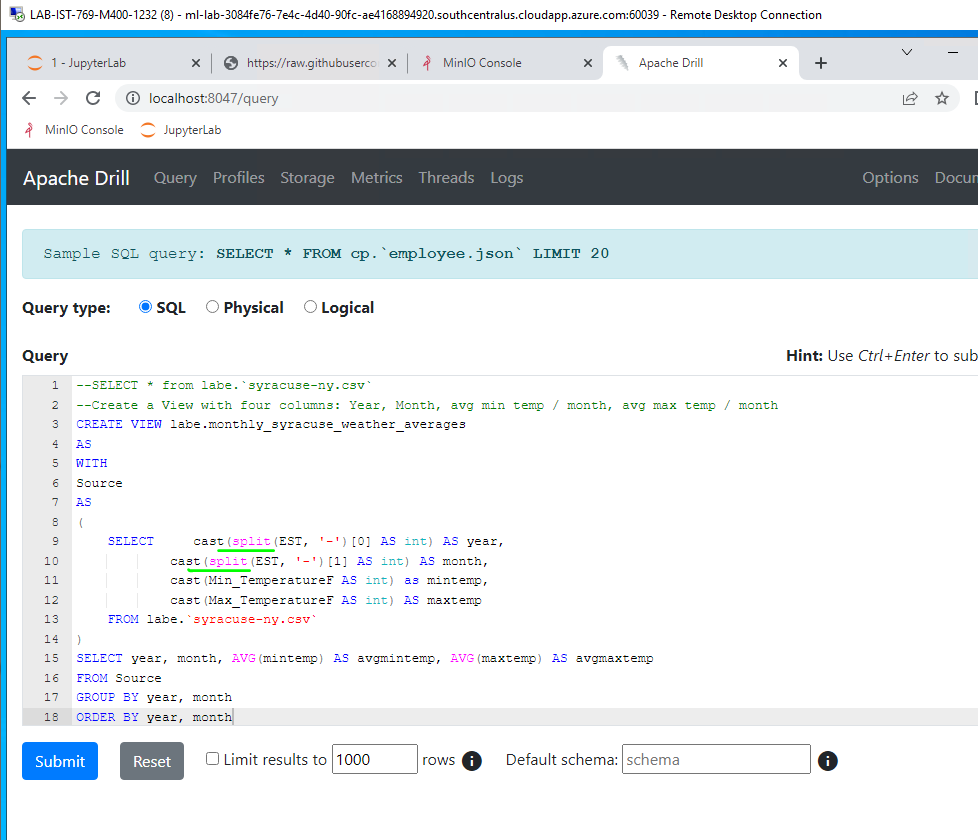 LAB-IST-769-M400-1232 (8) - ml-lab-3084fe76-7e4c-4d40-90fc-ae4168894920.southcentralus.cloudapp.azure.com:60039 - Remote Desktop Connection
1 - JupyterLab
https://raw.githubuserco
MinIO Console
Apache Drill
localhost:8047/query
MinIO Console JupyterLab
Apache Drill Query Profiles Storage Metrics Threads Logs Options Docum
Sample SQL query: SELECT * FROM cp.`employee.json` LIMIT 20
Query type: SQL Physical Logical
Query
Hint: Use Ctrl+Enter to sub
1 --SELECT * from labe.`syracuse-ny.csv`
2 --Create a View with four columns: Year, Month, avg min temp / month, avg max temp / month
3 CREATE VIEW labe.monthly_syracuse_weather_averages
4 AS
5 WITH
6 Source
7 AS
8 (
9 SELECT cast(split(EST, '-')[0] AS int) AS year,
10 cast(split(EST, '-')[1] AS int) AS month,
11 cast(Min_TemperatureF AS int) as mintemp,
12 cast(Max_TemperatureF AS int) AS maxtemp
13 FROM labe.`syracuse-ny.csv`
14 )
15 SELECT year, month, AVG(mintemp) AS avgmintemp, AVG(maxtemp) AS avgmaxtemp
16 FROM Source
17 GROUP BY year, month
18 ORDER BY year, month
Submit Reset Limit results to 1000 rows Default schema: schema